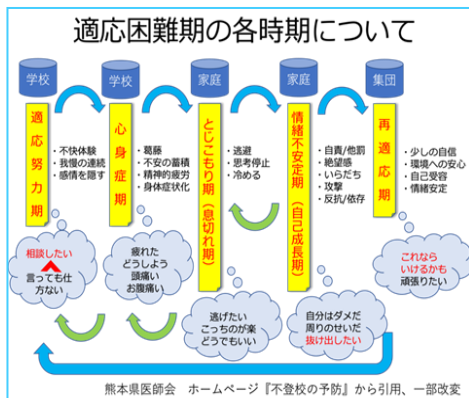 適応困難期の各時期について
学校
学校
家庭
家庭
集団
適応努力期
・不快体験
・我慢の連続
・感情を隠す
心身症期
・葛藤
・不安の蓄積
・精神的疲労
・身体症状化
とじこもり期（息切れ期）
・逃避
・思考停止
・冷める
情緒不安定期（自己成長期）
・自責/他罰
・絶望感
・いらだち
・攻撃
・反抗/依存
再適応期
・少しの自信
・環境への安心
・自己受容
・情緒安定
相談したい
言っても仕
方ない
疲れた
どうしよう
頭痛い
お腹痛い
逃げたい
こっちのが楽
どうでもいい
自分はダメだ
周りのせいだ
抜け出したい
これなら
いけるかも
頑張りたい
熊本県医師会　ホームページ『不登校の予防』から引用、一部改変